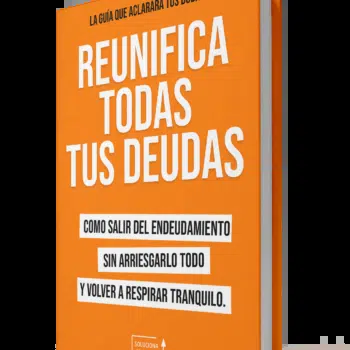 LA GUÍA QUE ACLARARÁ TUS
REUNIFICA
TODAS
TUS DEUDAS
COMO SALIR DEL ENDEUDAMIENTO
SIN ARRIESGARLO TODO
Y VOLVER A RESPIRAR TRANQUILO.
SOLUCIONA